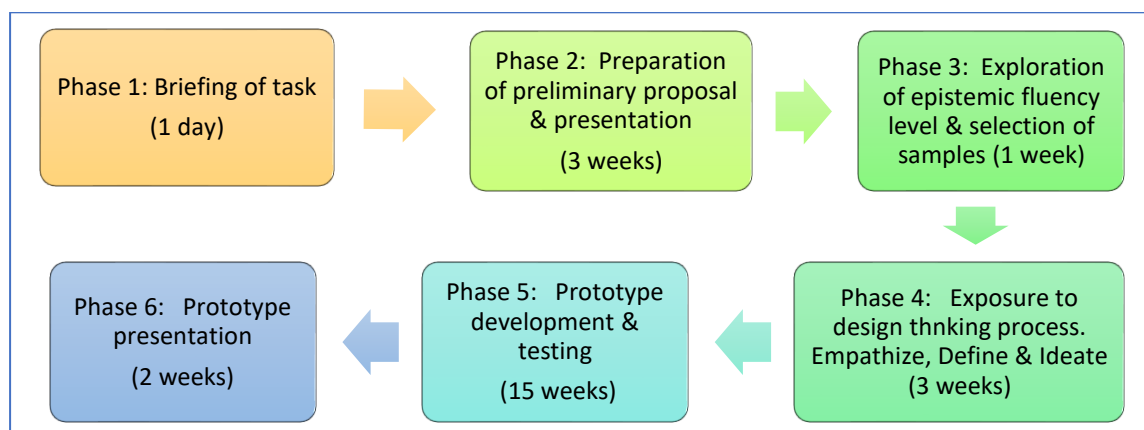 Phase 1: Briefing of task
(1 day)
Phase 2: Preparation
of preliminary proposal
& presentation
(3 weeks)
Phase 3: Exploration
of epistemic fluency
level & selection of
samples (1 week)
Phase 4: Exposure to
design thnking process.
Empathize, Define & Ideate
(3 weeks)
Phase 5: Prototype
development &
testing
(15 weeks)
Phase 6: Prototype
presentation
(2 weeks)